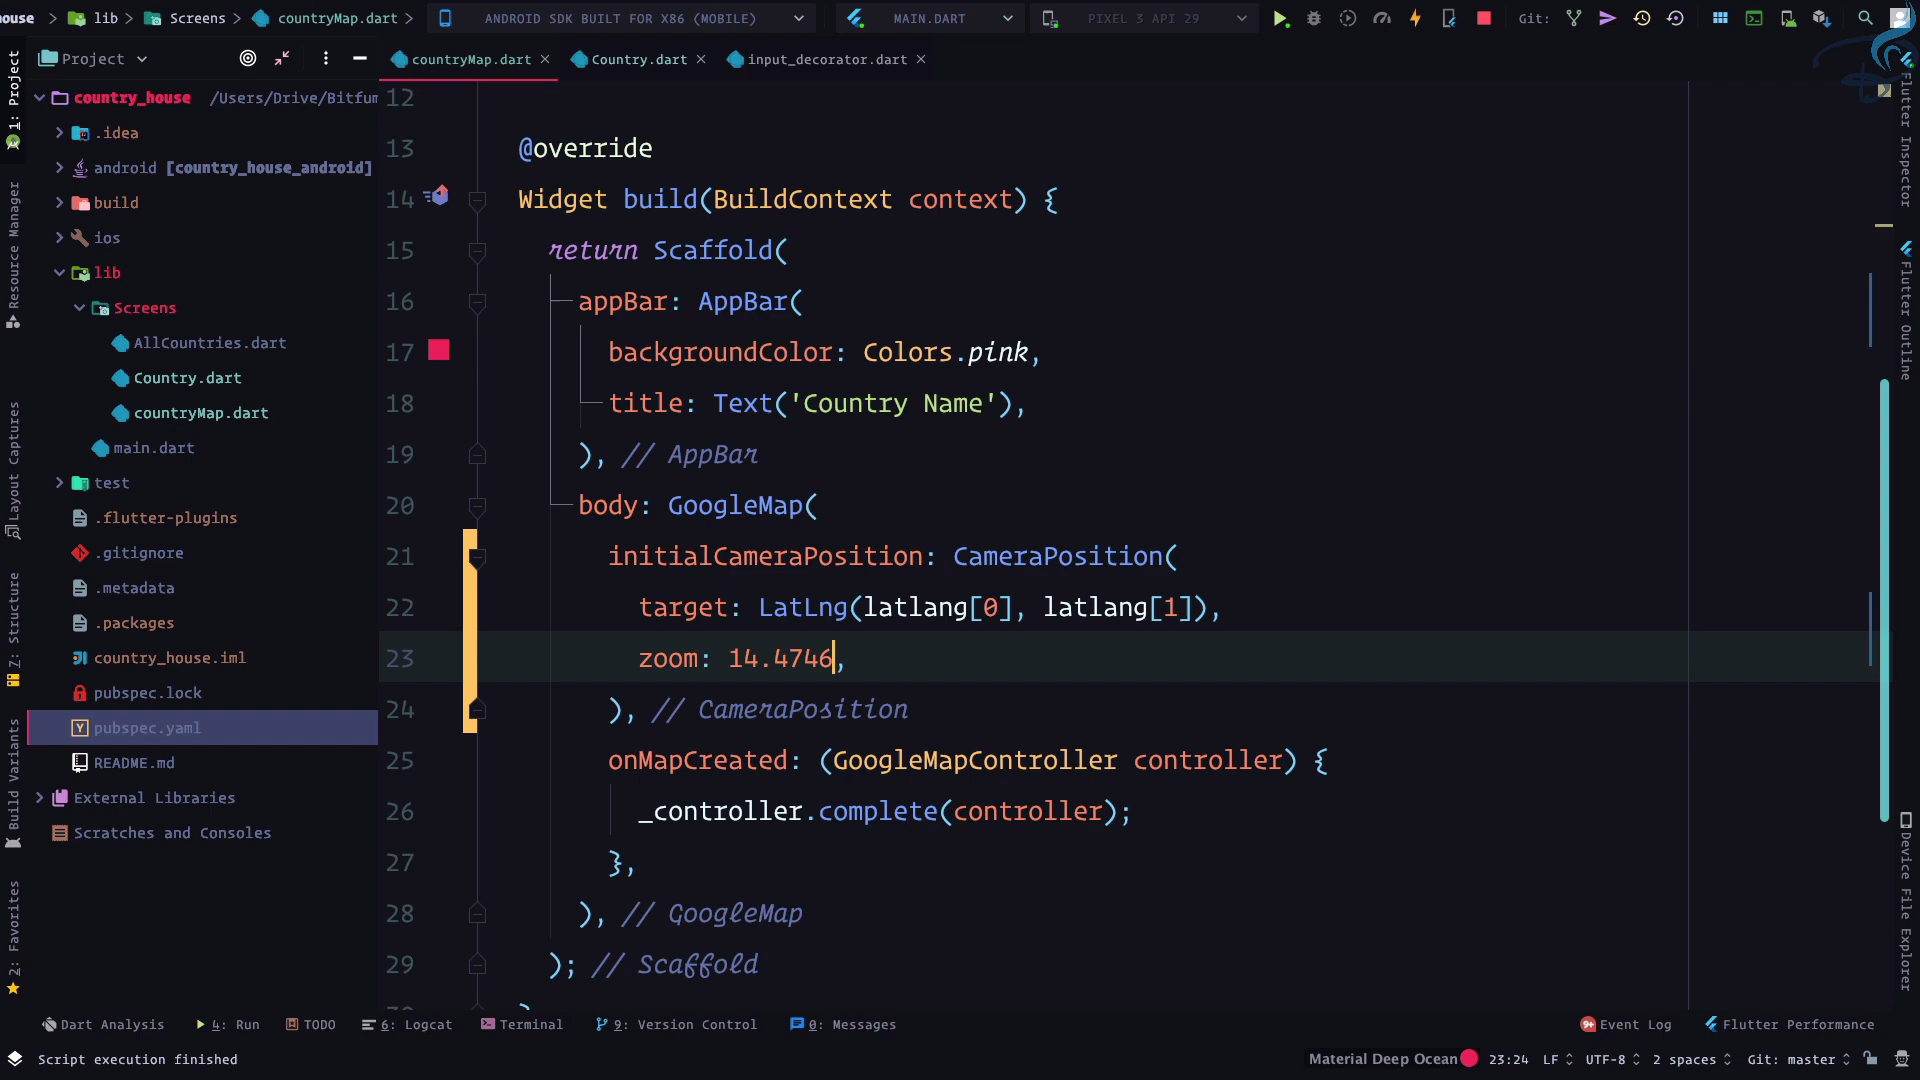 ouse > lib > Screens > countryMap.dart >
ANDROID SDK BUILT FOR X86 (MOBILE)
MAIN.DART
PIXEL 3 API 29
Git:
Project
countryMap.dart
Country.dart
input_decorator.dart
country_house /Users/Drive/Bitfun
.idea
android [country_house_android]
build
ios
lib
Screens
AllCountries.dart
Country.dart
countryMap.dart
main.dart
test
.flutter-plugins
.gitignore
.metadata
.packages
country_house.iml
pubspec.lock
pubspec.yaml
README.md
External Libraries
Scratches and Consoles
1: Project
Resource Manager
Layout Captures
7: Structure
Build Variants
2: Favorites
12
13 @override
14 Widget build(BuildContext context) {
15 return Scaffold(
16 appBar: AppBar(
17 backgroundColor: Colors.pink,
18 title: Text('Country Name'),
19 ), // AppBar
20 body: GoogleMap(
21 initialCameraPosition: CameraPosition(
22 target: LatLng(latlang[0], latlang[1]),
23 zoom: 14.4746,
24 ), // CameraPosition
25 onMapCreated: (GoogleMapController controller) {
26 _controller.complete(controller);
27 },
28 ), // GoogleMap
29 ); // Scaffold
Flutter Inspector
Flutter Outline
Device File Explorer
Dart Analysis
4: Run
TODO
6: Logcat
Terminal
9: Version Control
0: Messages
9+ Event Log
Flutter Performance
Script execution finished
Material Deep Ocean
23:24
LF
UTF-8
2 spaces
Git: master